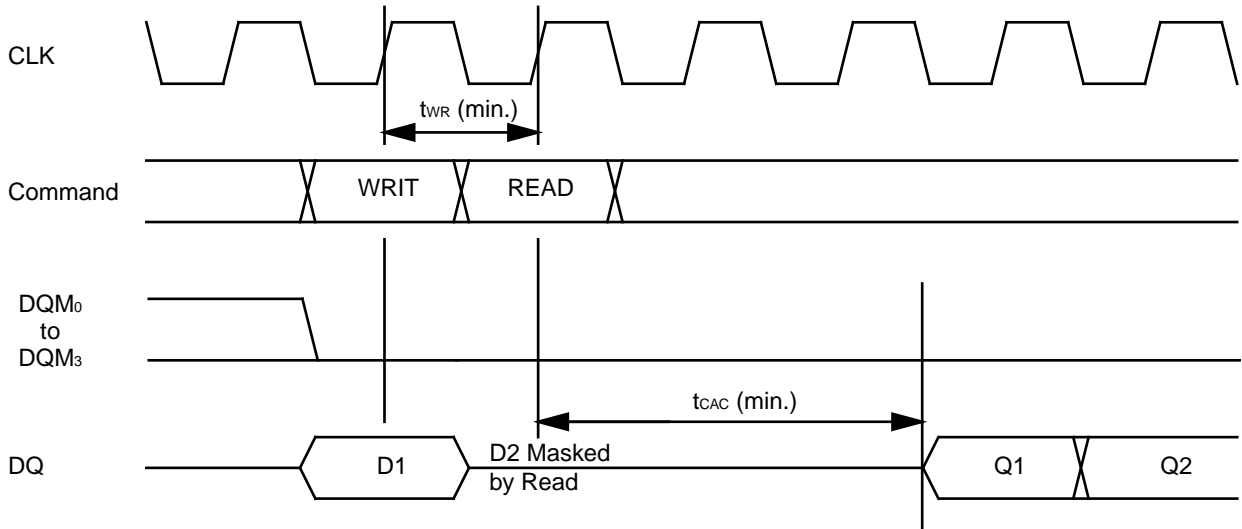 CLK
tWR (min.)
Command
WRIT
READ
DQM0
to
DQM3
tCAC (min.)
DQ
D1
D2 Masked
by Read
Q1
Q2